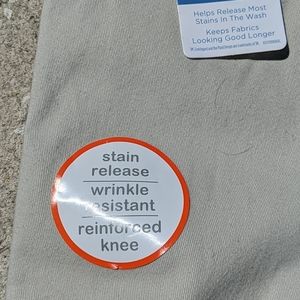 Helps Release Most
Stains In The Wash
Keeps Fabrics
Looking Good Longer
stain
release
wrinkle
resistant
reinforced
knee